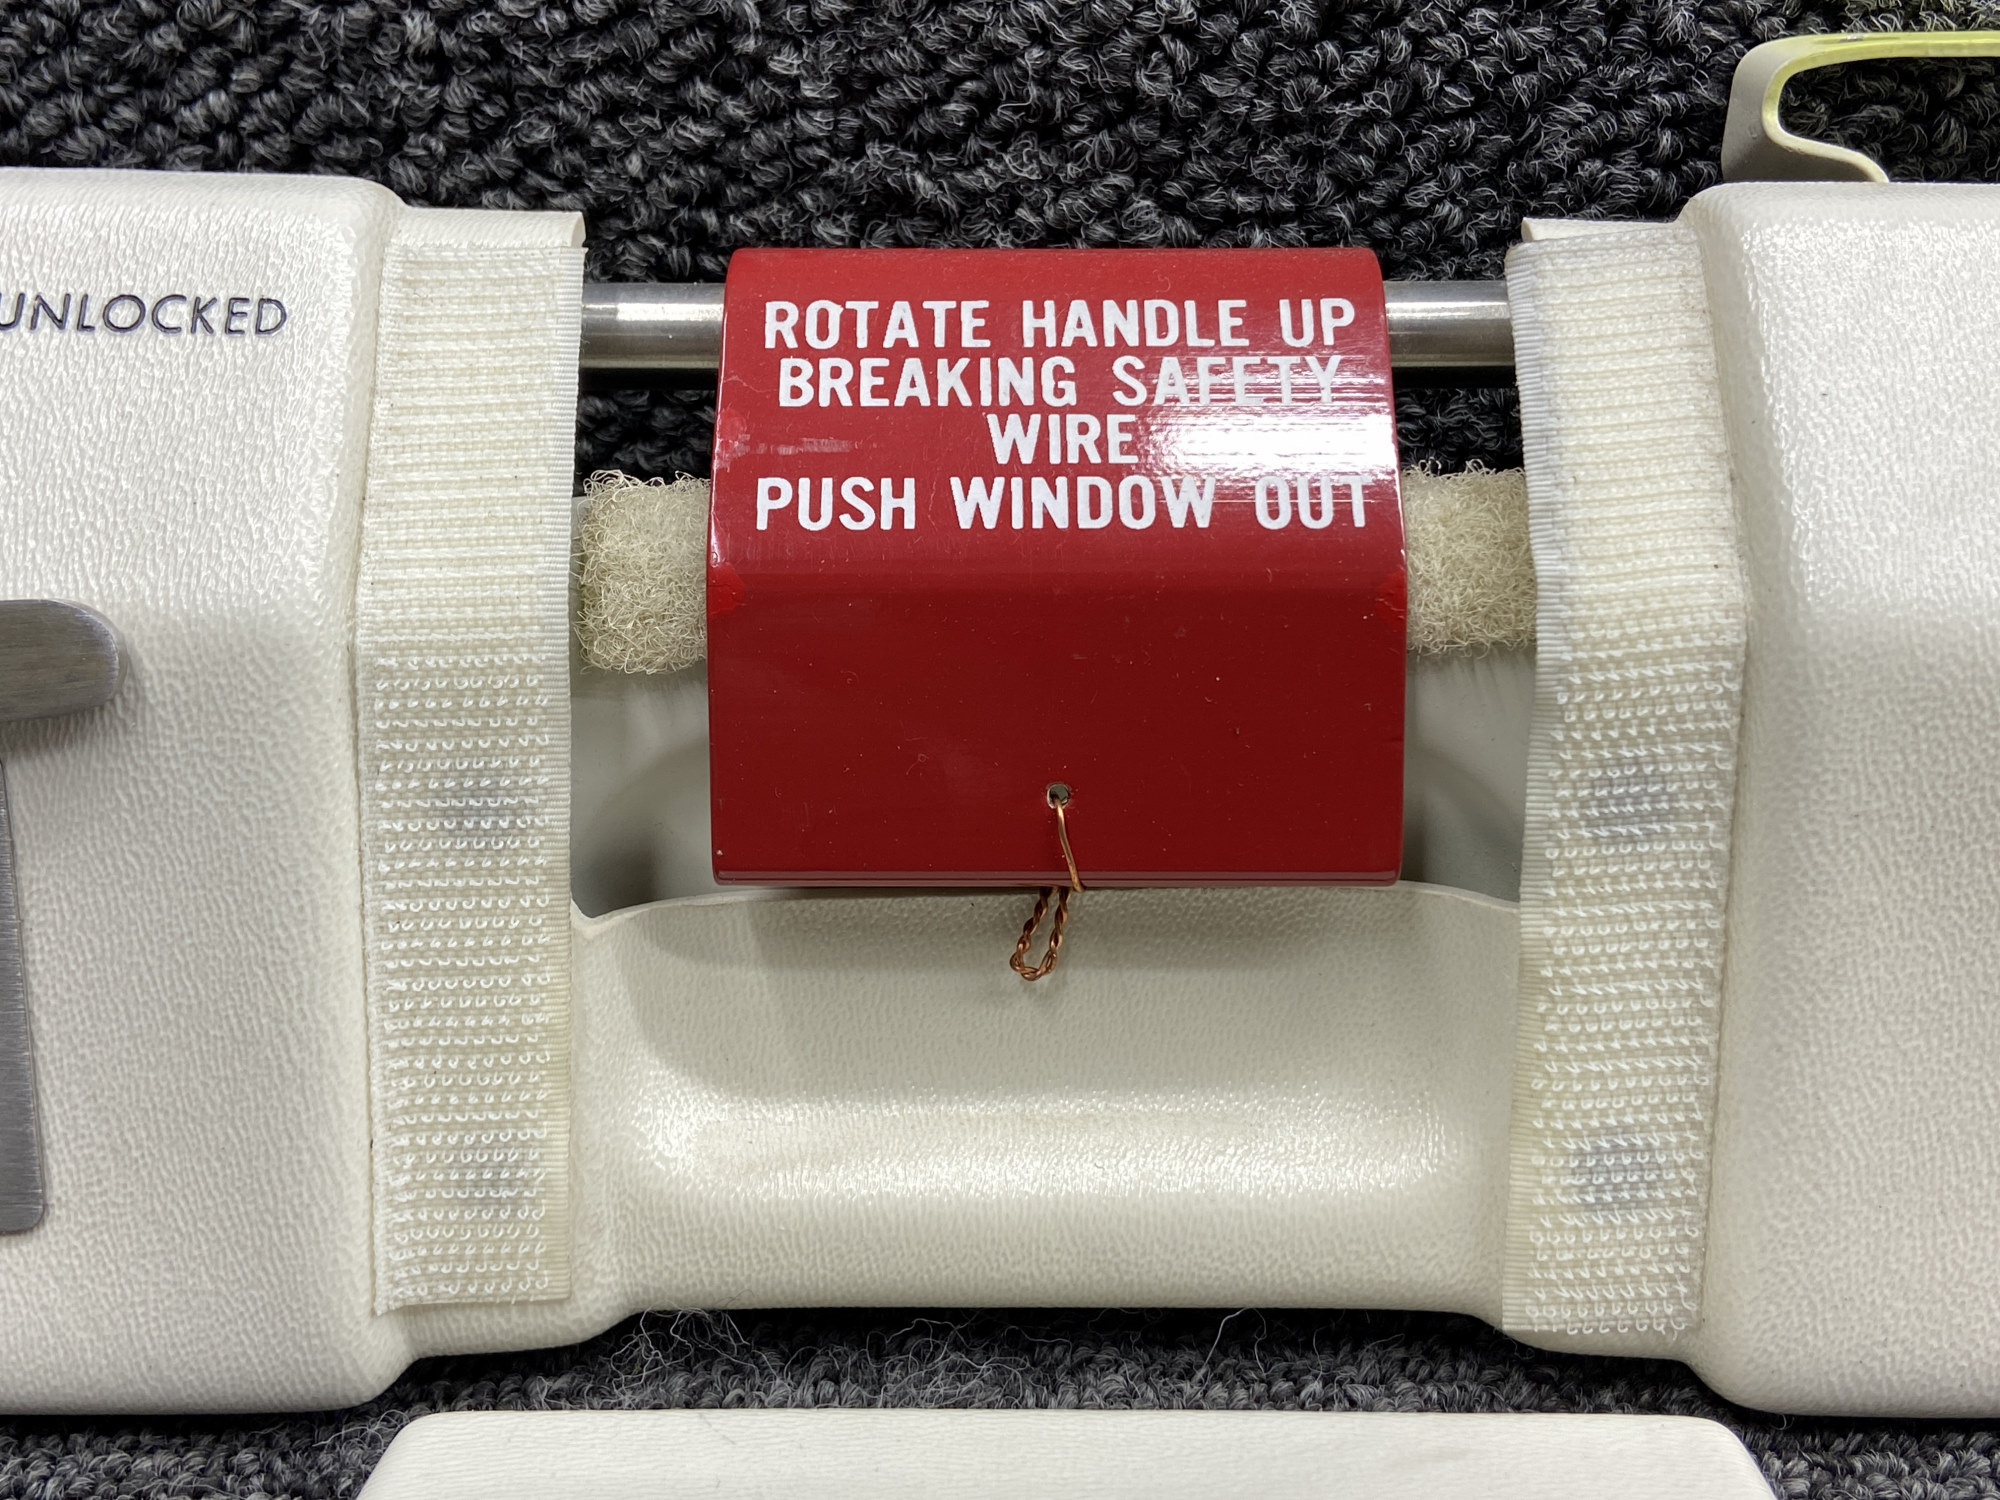 UNLOCKED
ROTATE HANDLE UP
BREAKING SAFETY
WIRE
PUSH WINDOW OUT